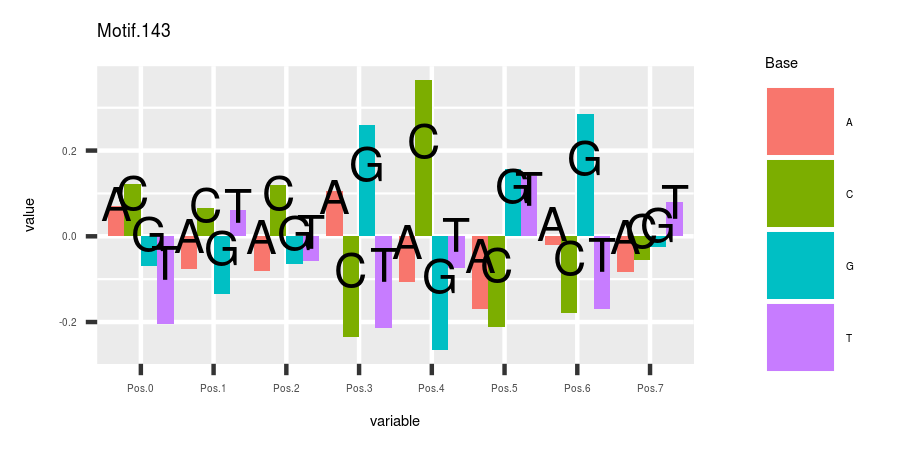 Motif.143
Base
A
C
G
T
value
0.2
0.0
-0.2
A C G T A C G T A C G T A C G T A C G T A C G T A C G T A C G T
Pos.0 Pos.1 Pos.2 Pos.3 Pos.4 Pos.5 Pos.6 Pos.7
variable